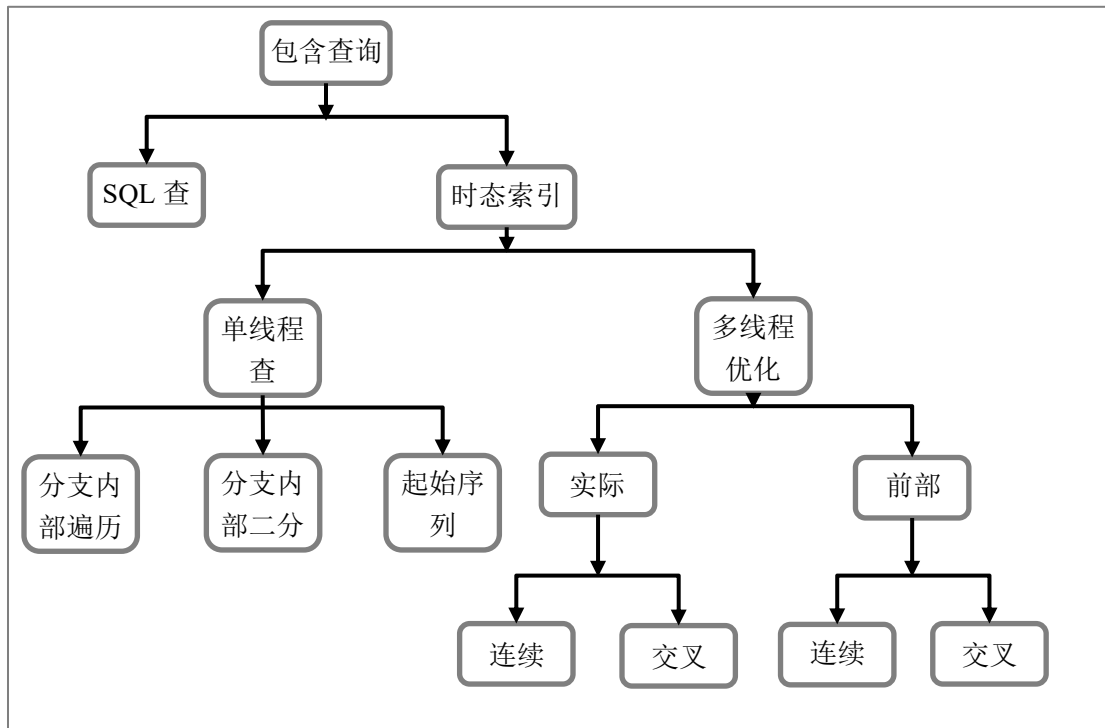 包含查询
SQL 查
时态索引
单线程
查
多线程
优化
分支内
部遍历
分支内
部二分
起始序
列
实际
前部
连续
交叉
连续
交叉